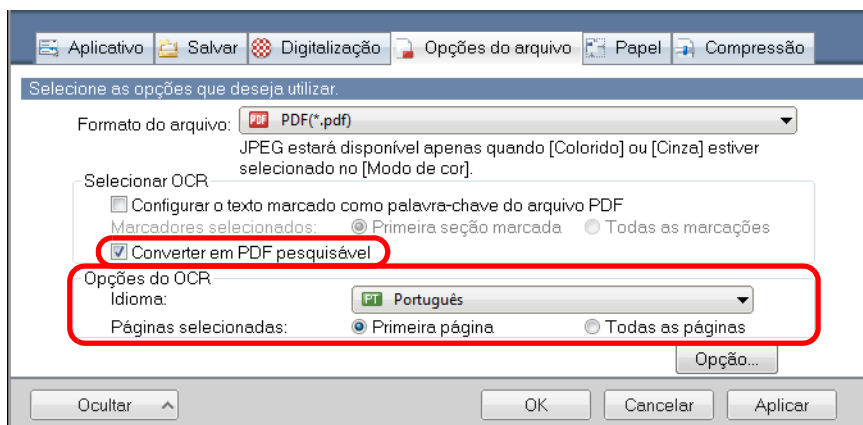 Aplicativo Salvar Digitalização Opções do arquivo Papel Compressão
Selecione as opções que deseja utilizar.
Formato do arquivo: PDF PDF(*.pdf)
JPEG estará disponível apenas quando [Colorido] ou [Cinza] estiver
selecionado no [Modo de cor].
Selecionar OCR
Configurar o texto marcado como palavra-chave do arquivo PDF
Marcadores selecionados: Primeira seção marcada Todas as marcações
Converter em PDF pesquisável
Opções do OCR
Idioma: PT Português
Páginas selecionadas: Primeira página Todas as páginas
Opção...
Ocultar OK Cancelar Aplicar